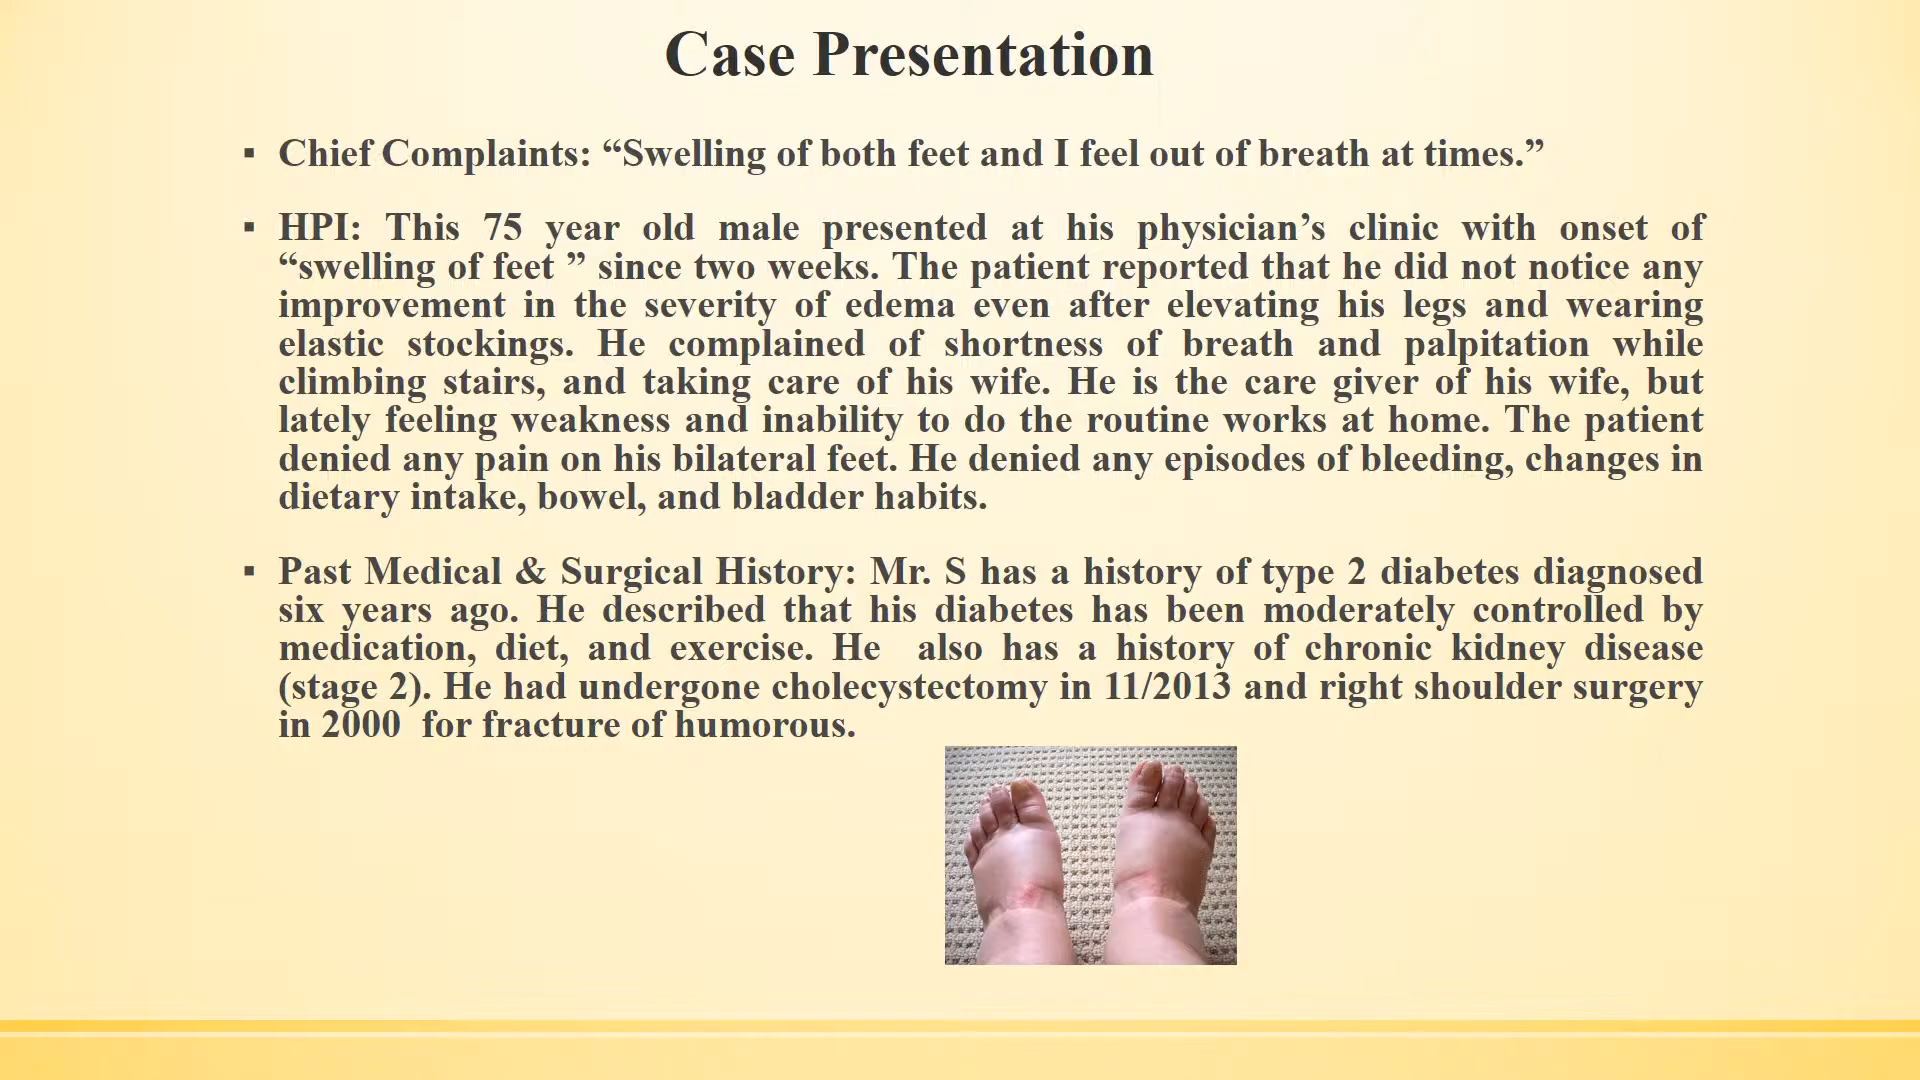 Case Presentation
▪ Chief Complaints: “Swelling of both feet and I feel out of breath at times.”
▪ HPI: This 75 year old male presented at his physician’s clinic with onset of
“swelling of feet ” since two weeks. The patient reported that he did not notice any
improvement in the severity of edema even after elevating his legs and wearing
elastic stockings. He complained of shortness of breath and palpitation while
climbing stairs, and taking care of his wife. He is the care giver of his wife, but
lately feeling weakness and inability to do the routine works at home. The patient
denied any pain on his bilateral feet. He denied any episodes of bleeding, changes in
dietary intake, bowel, and bladder habits.
▪ Past Medical & Surgical History: Mr. S has a history of type 2 diabetes diagnosed
six years ago. He described that his diabetes has been moderately controlled by
medication, diet, and exercise. He  also has a history of chronic kidney disease
(stage 2). He had undergone cholecystectomy in 11/2013 and right shoulder surgery
in 2000  for fracture of humorous.